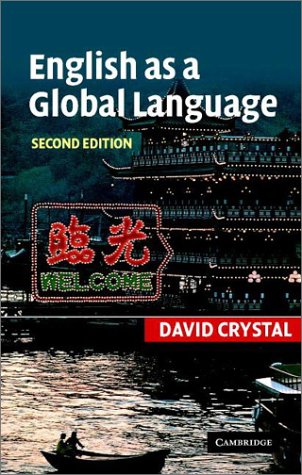 English as a
Global Language
SECOND EDITION
光臨
WELCOME
DAVID CRYSTAL
CAMBRIDGE